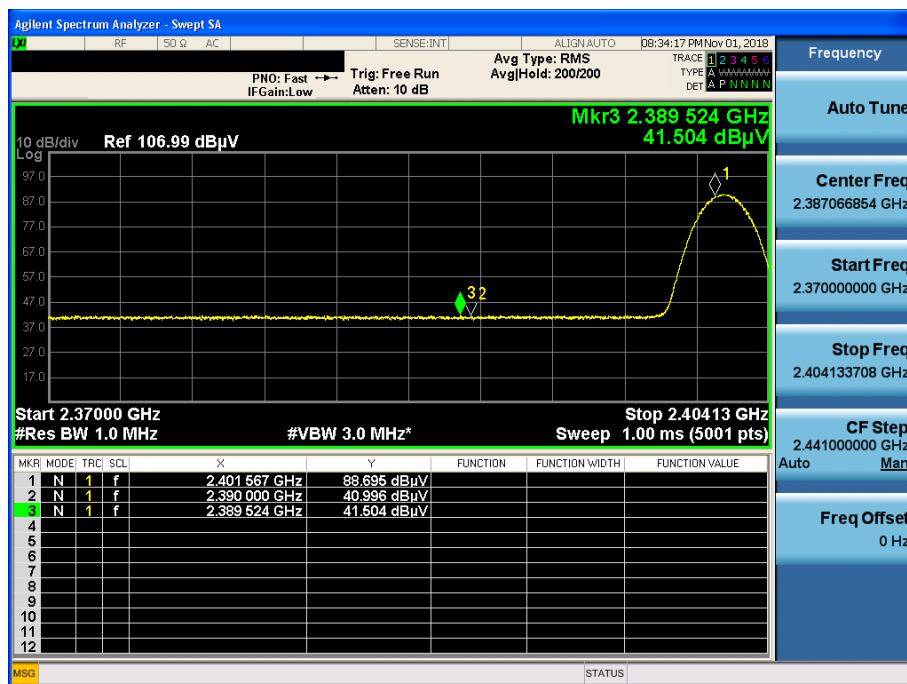 Agilent Spectrum Analyzer - Swept SA
LXI RF 50 Ω AC SENSE:INT ALIGN AUTO 08:34:17 PM Nov 01, 2018
PNO: Fast Trig: Free Run Avg Type: RMS TRACE 1 2 3 4 5 6
IFGain:Low Atten: 10 dB Avg|Hold: 200/200 TYPE A WWWWW
DET A P N N N N
Mkr3 2.389 524 GHz
41.504 dBµV
10 dB/div Ref 106.99 dBµV
Log
97.0
87.0
77.0
67.0
57.0
47.0
37.0
27.0
17.0
1
3 2
Start 2.37000 GHz Stop 2.40413 GHz
#Res BW 1.0 MHz #VBW 3.0 MHz* Sweep 1.00 ms (5001 pts)
MKR MODE TRC SCL X Y FUNCTION FUNCTION WIDTH FUNCTION VALUE
1 N 1 f 2.401 567 GHz 88.695 dBµV
2 N 1 f 2.390 000 GHz 40.996 dBµV
3 N 1 f 2.389 524 GHz 41.504 dBµV
4
5
6
7
8
9
10
11
12
MSG STATUS
Frequency
Auto Tune
Center Freq
2.387066854 GHz
Start Freq
2.370000000 GHz
Stop Freq
2.404133708 GHz
CF Step
2.441000000 GHz
Auto Man
Freq Offset
0 Hz